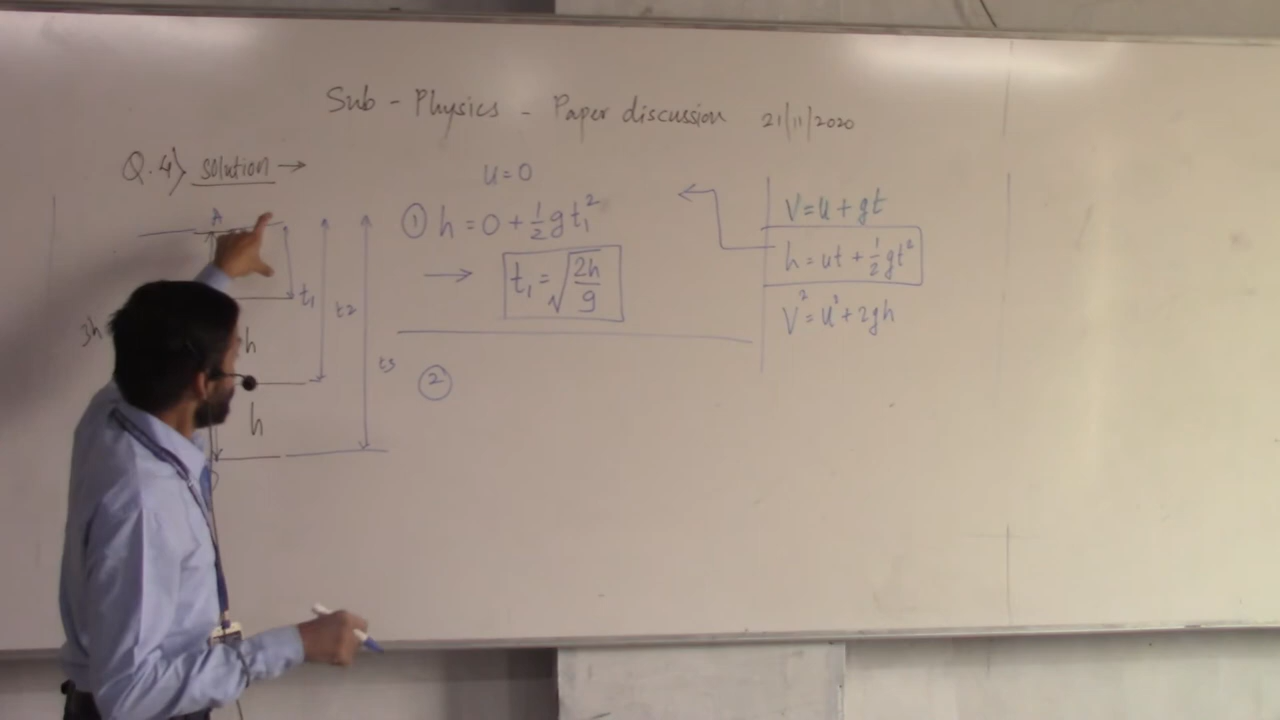 Sub - Physics - Paper discussion 21/11/2020
Q.4) solution →
A
3h
h
h
t₁
t2
t3
u = 0
① h = 0 + ½gt₁²
→ t₁ = √(2h/g)
②
V = u + gt
h = ut + ½gt²
V² = u² + 2gh